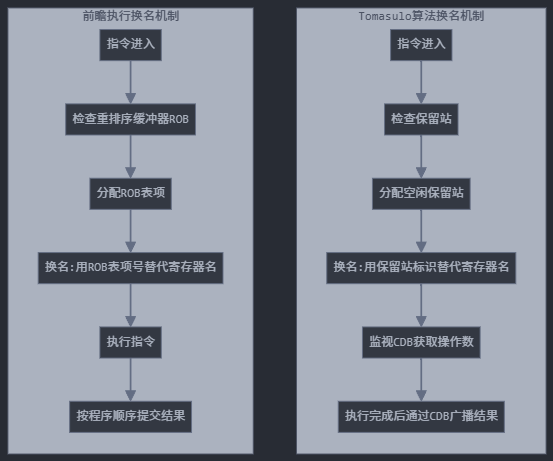 前瞻执行换名机制
指令进入
检查重排序缓冲器ROB
分配ROB表项
换名:用ROB表项号替代寄存器名
执行指令
按程序顺序提交结果
Tomasulo算法换名机制
指令进入
检查保留站
分配空闲保留站
换名:用保留站标识替代寄存器名
监视CDB获取操作数
执行完成后通过CDB广播结果